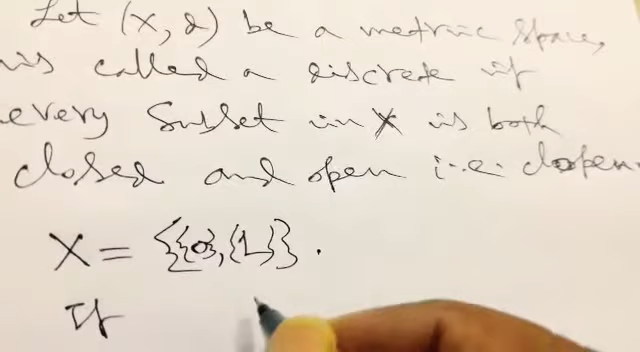 Let (X, d) be a metric space,
is called a discrete if
every Subset in X is both
closed and open i.e. clopen.
X = {{0},{1}}.
If